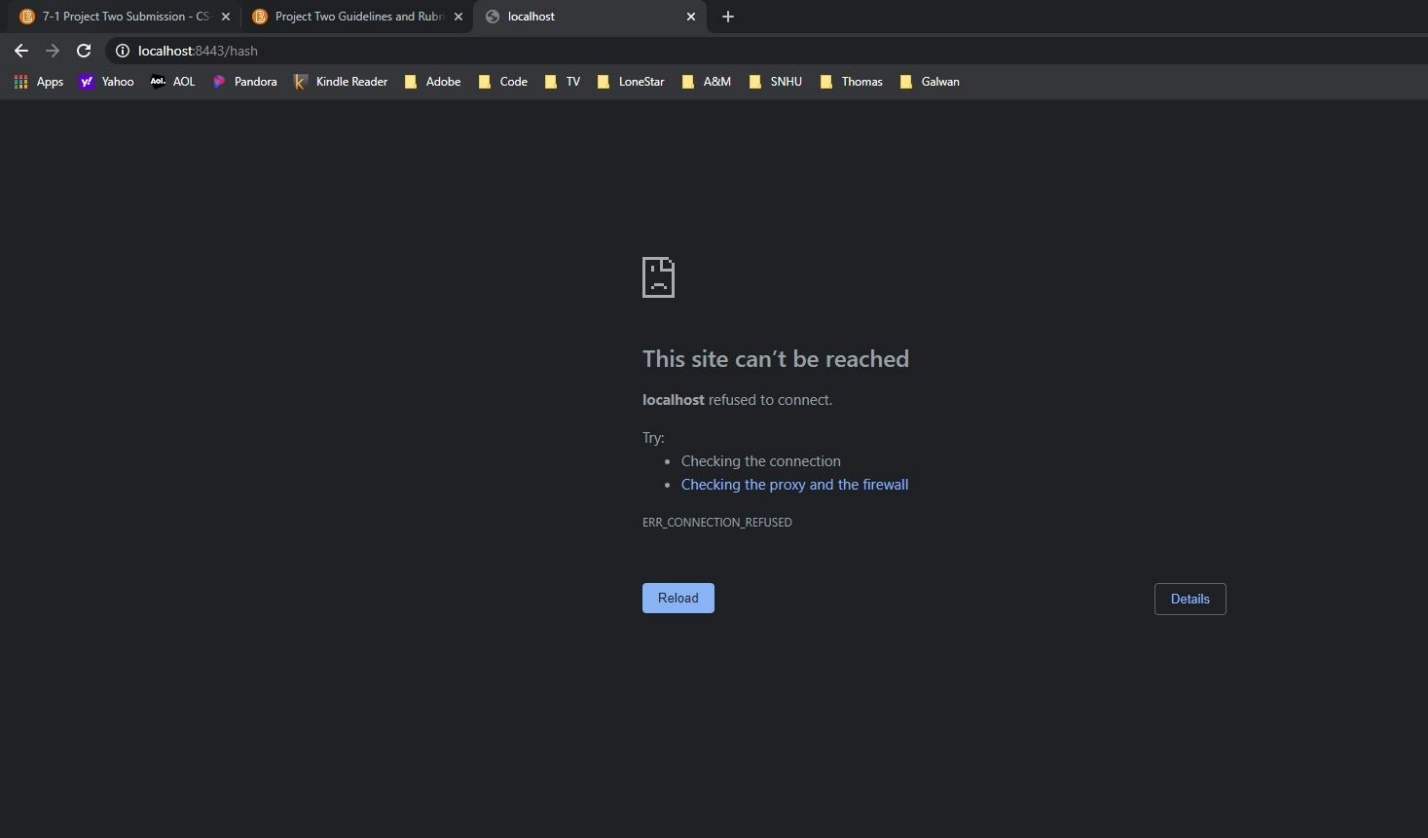 7-1 Project Two Submission - CS
Project Two Guidelines and Rubri
localhost
localhost:8443/hash
Apps Yahoo AOL Pandora Kindle Reader Adobe Code TV LoneStar A&M SNHU Thomas Galwan
This site can’t be reached
localhost refused to connect.
Try:
• Checking the connection
• Checking the proxy and the firewall
ERR_CONNECTION_REFUSED
Reload Details